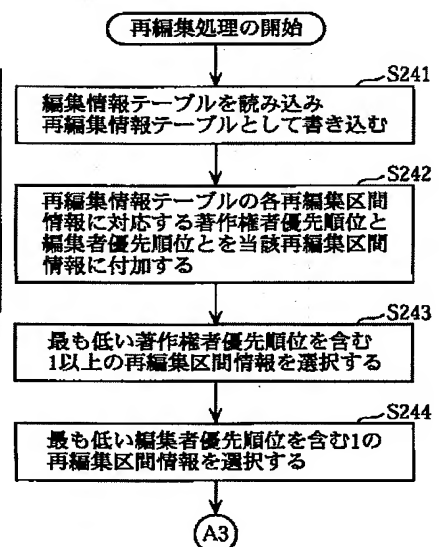 再編集処理の開始
S241
編集情報テーブルを読み込み
再編集情報テーブルとして書き込む
S242
再編集情報テーブルの各再編集区間
情報に対応する著作権者優先順位と
編集者優先順位とを当該再編集区間
情報に付加する
S243
最も低い著作権者優先順位を含む
1以上の再編集区間情報を選択する
S244
最も低い編集者優先順位を含む1の
再編集区間情報を選択する
A3